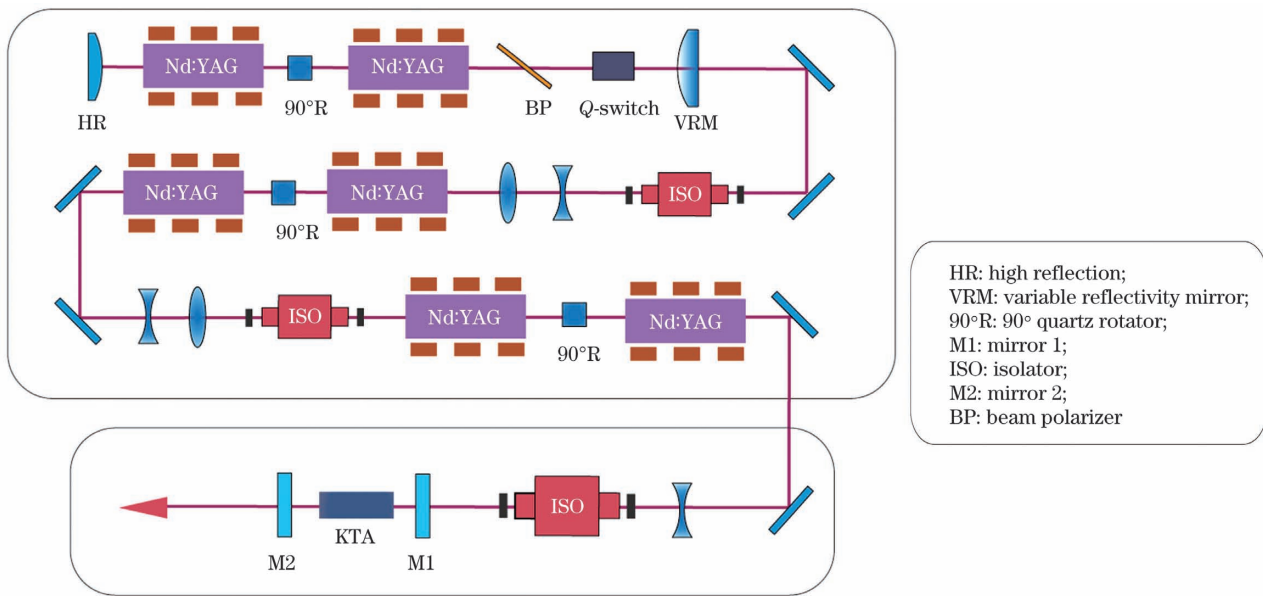 Nd:YAG
Nd:YAG
HR
90°R
BP
Q-switch
VRM
Nd:YAG
Nd:YAG
ISO
90°R
ISO
Nd:YAG
Nd:YAG
90°R
HR: high reflection;
VRM: variable reflectivity mirror;
90°R: 90° quartz rotator;
M1: mirror 1;
ISO: isolator;
M2: mirror 2;
BP: beam polarizer
ISO
KTA
M2
M1